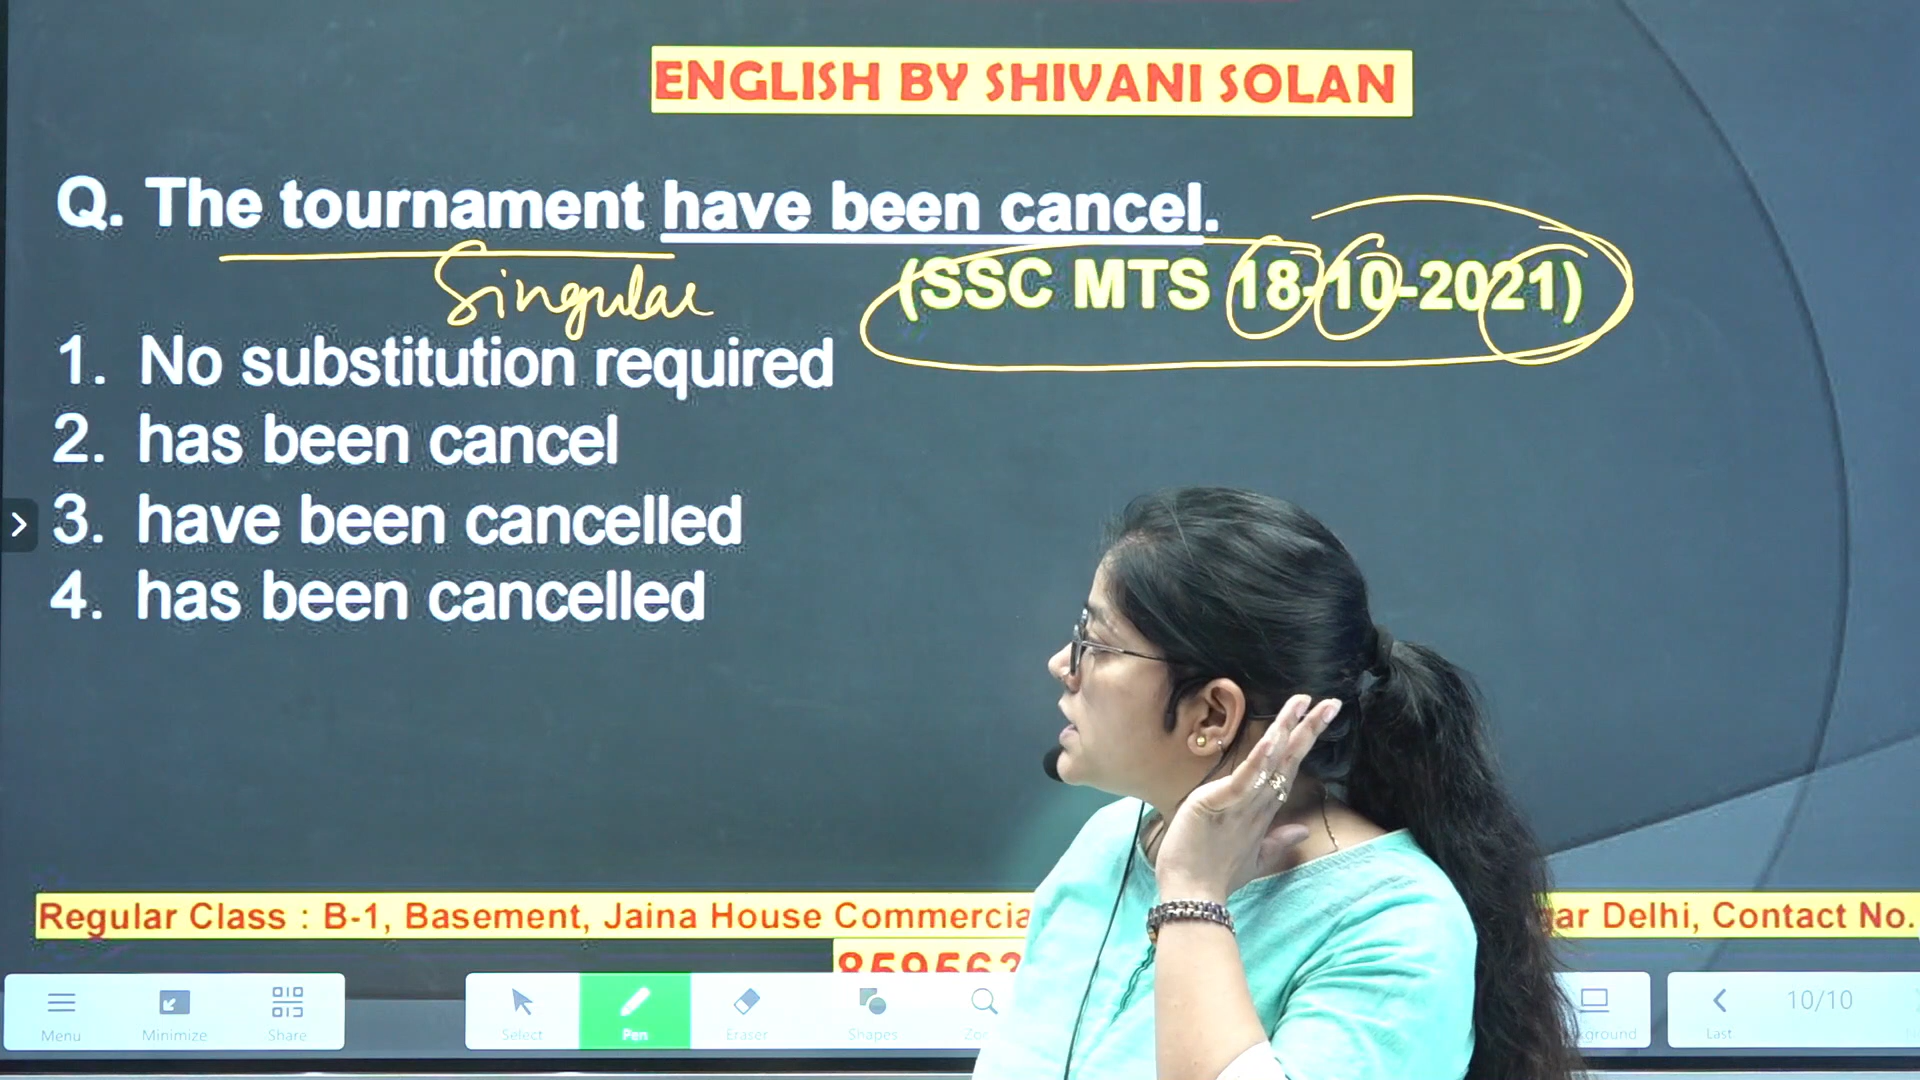 ENGLISH BY SHIVANI SOLAN
Q. The tournament have been cancel.
Singular
(SSC MTS 18-10-2021)
1. No substitution required
2. has been cancel
3. have been cancelled
4. has been cancelled
Regular Class : B-1, Basement, Jaina House Delhi, Contact No.
Menu Minimize Share Select Pen Eraser Shapes Last 10/10